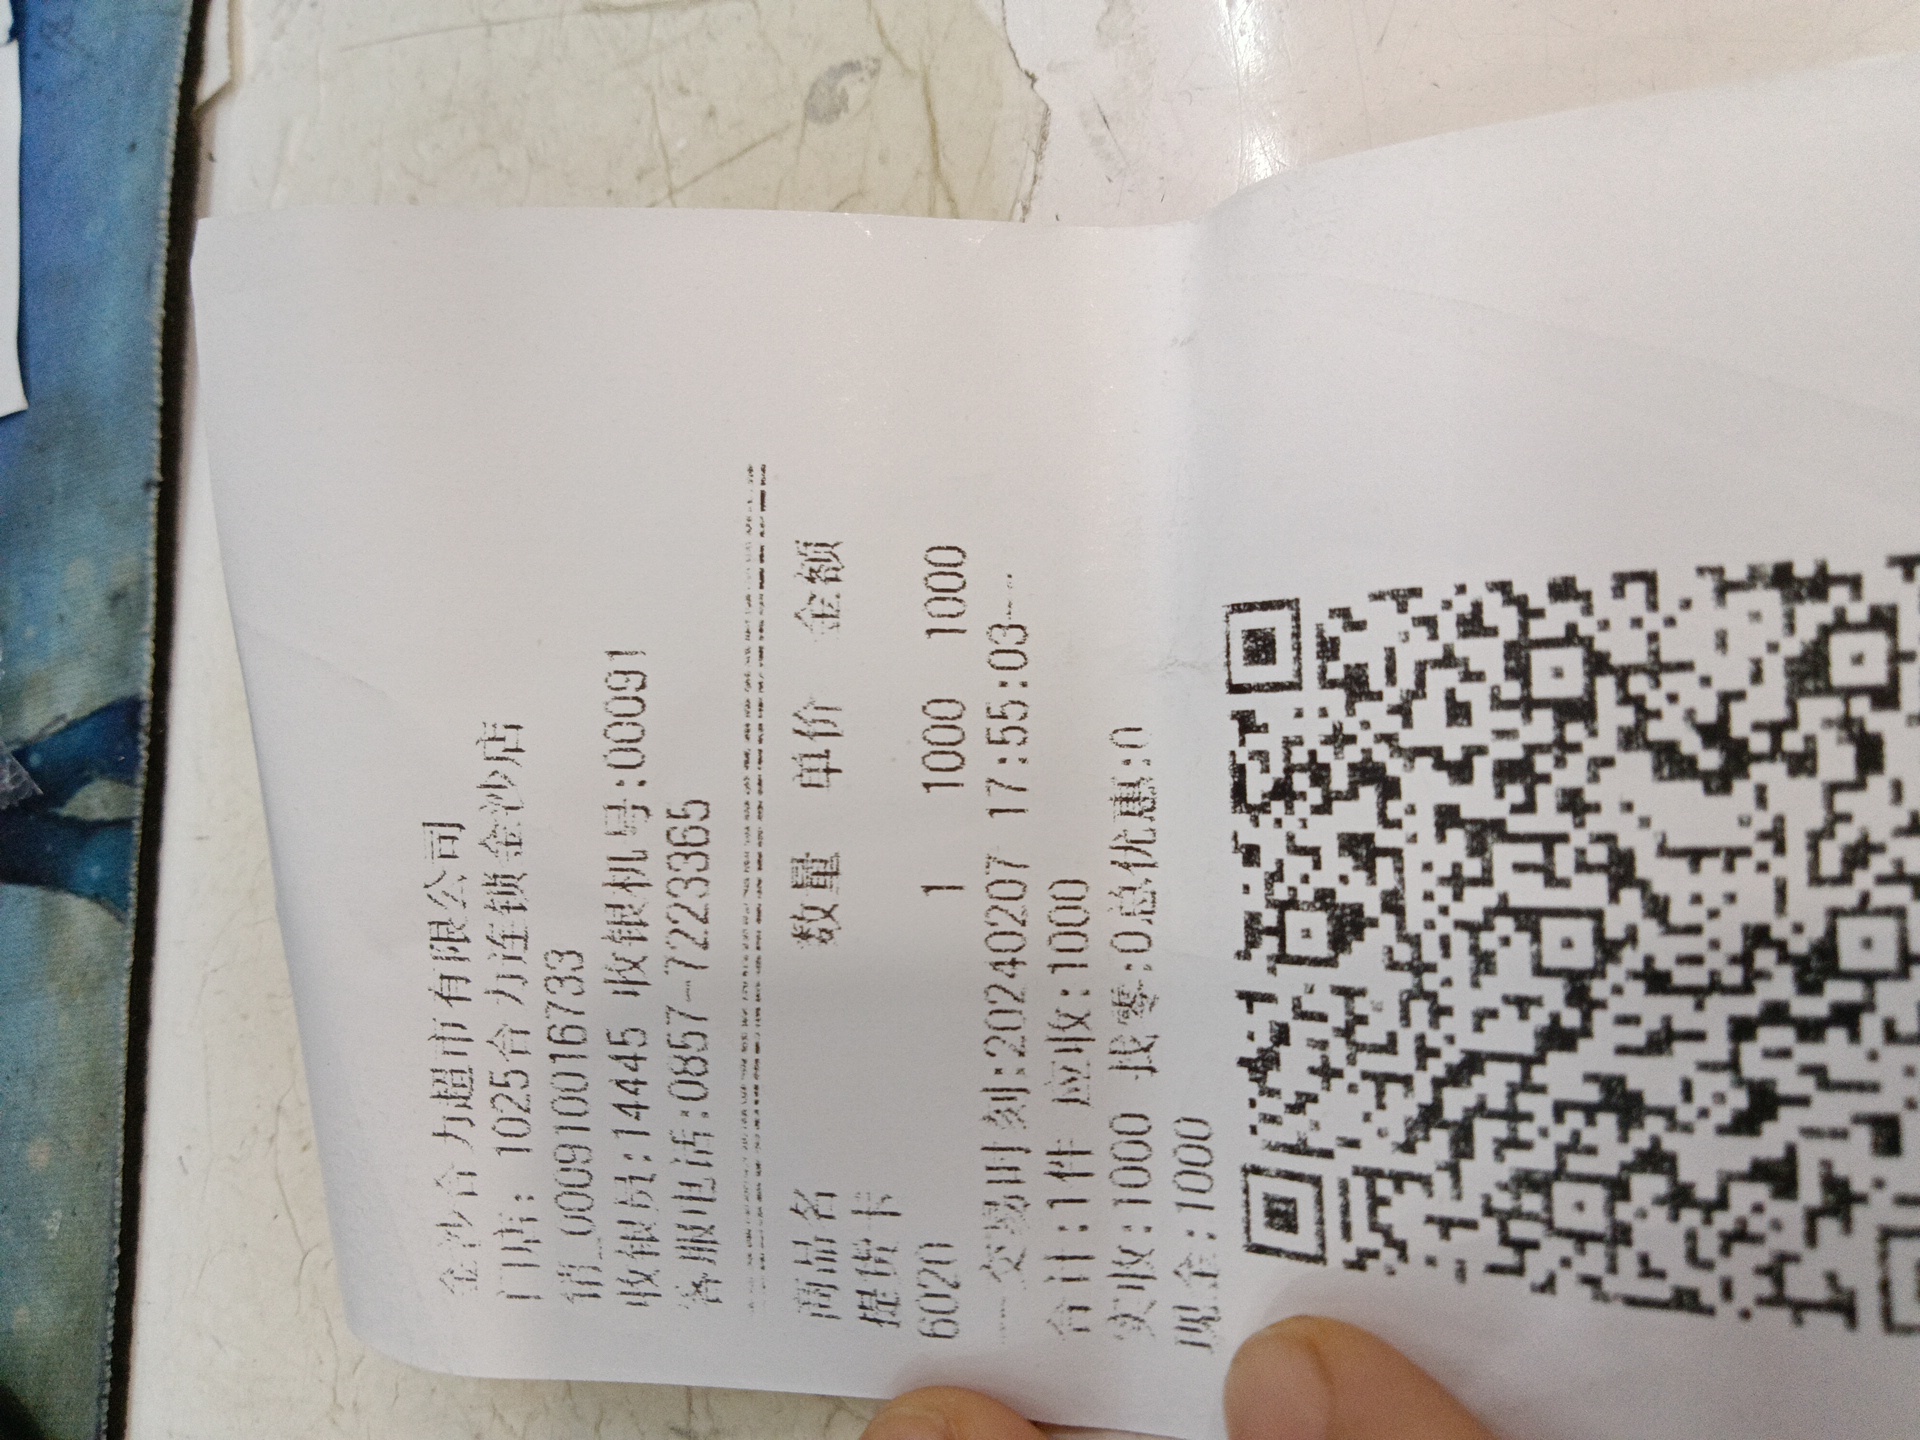 金沙合力超市有限公司
门店: 1025合力连锁金沙店
销_00091001016733
收银员:14445 收银机号:000091
客服电话:0857-7223365
商品名 数量 单价 金额
提货卡
6020 1 1000 1000
----交易时刻:20240207 17:55:03----
合计:1件 应收:1000
实收:1000 找零:0总优惠:0
现金:1000